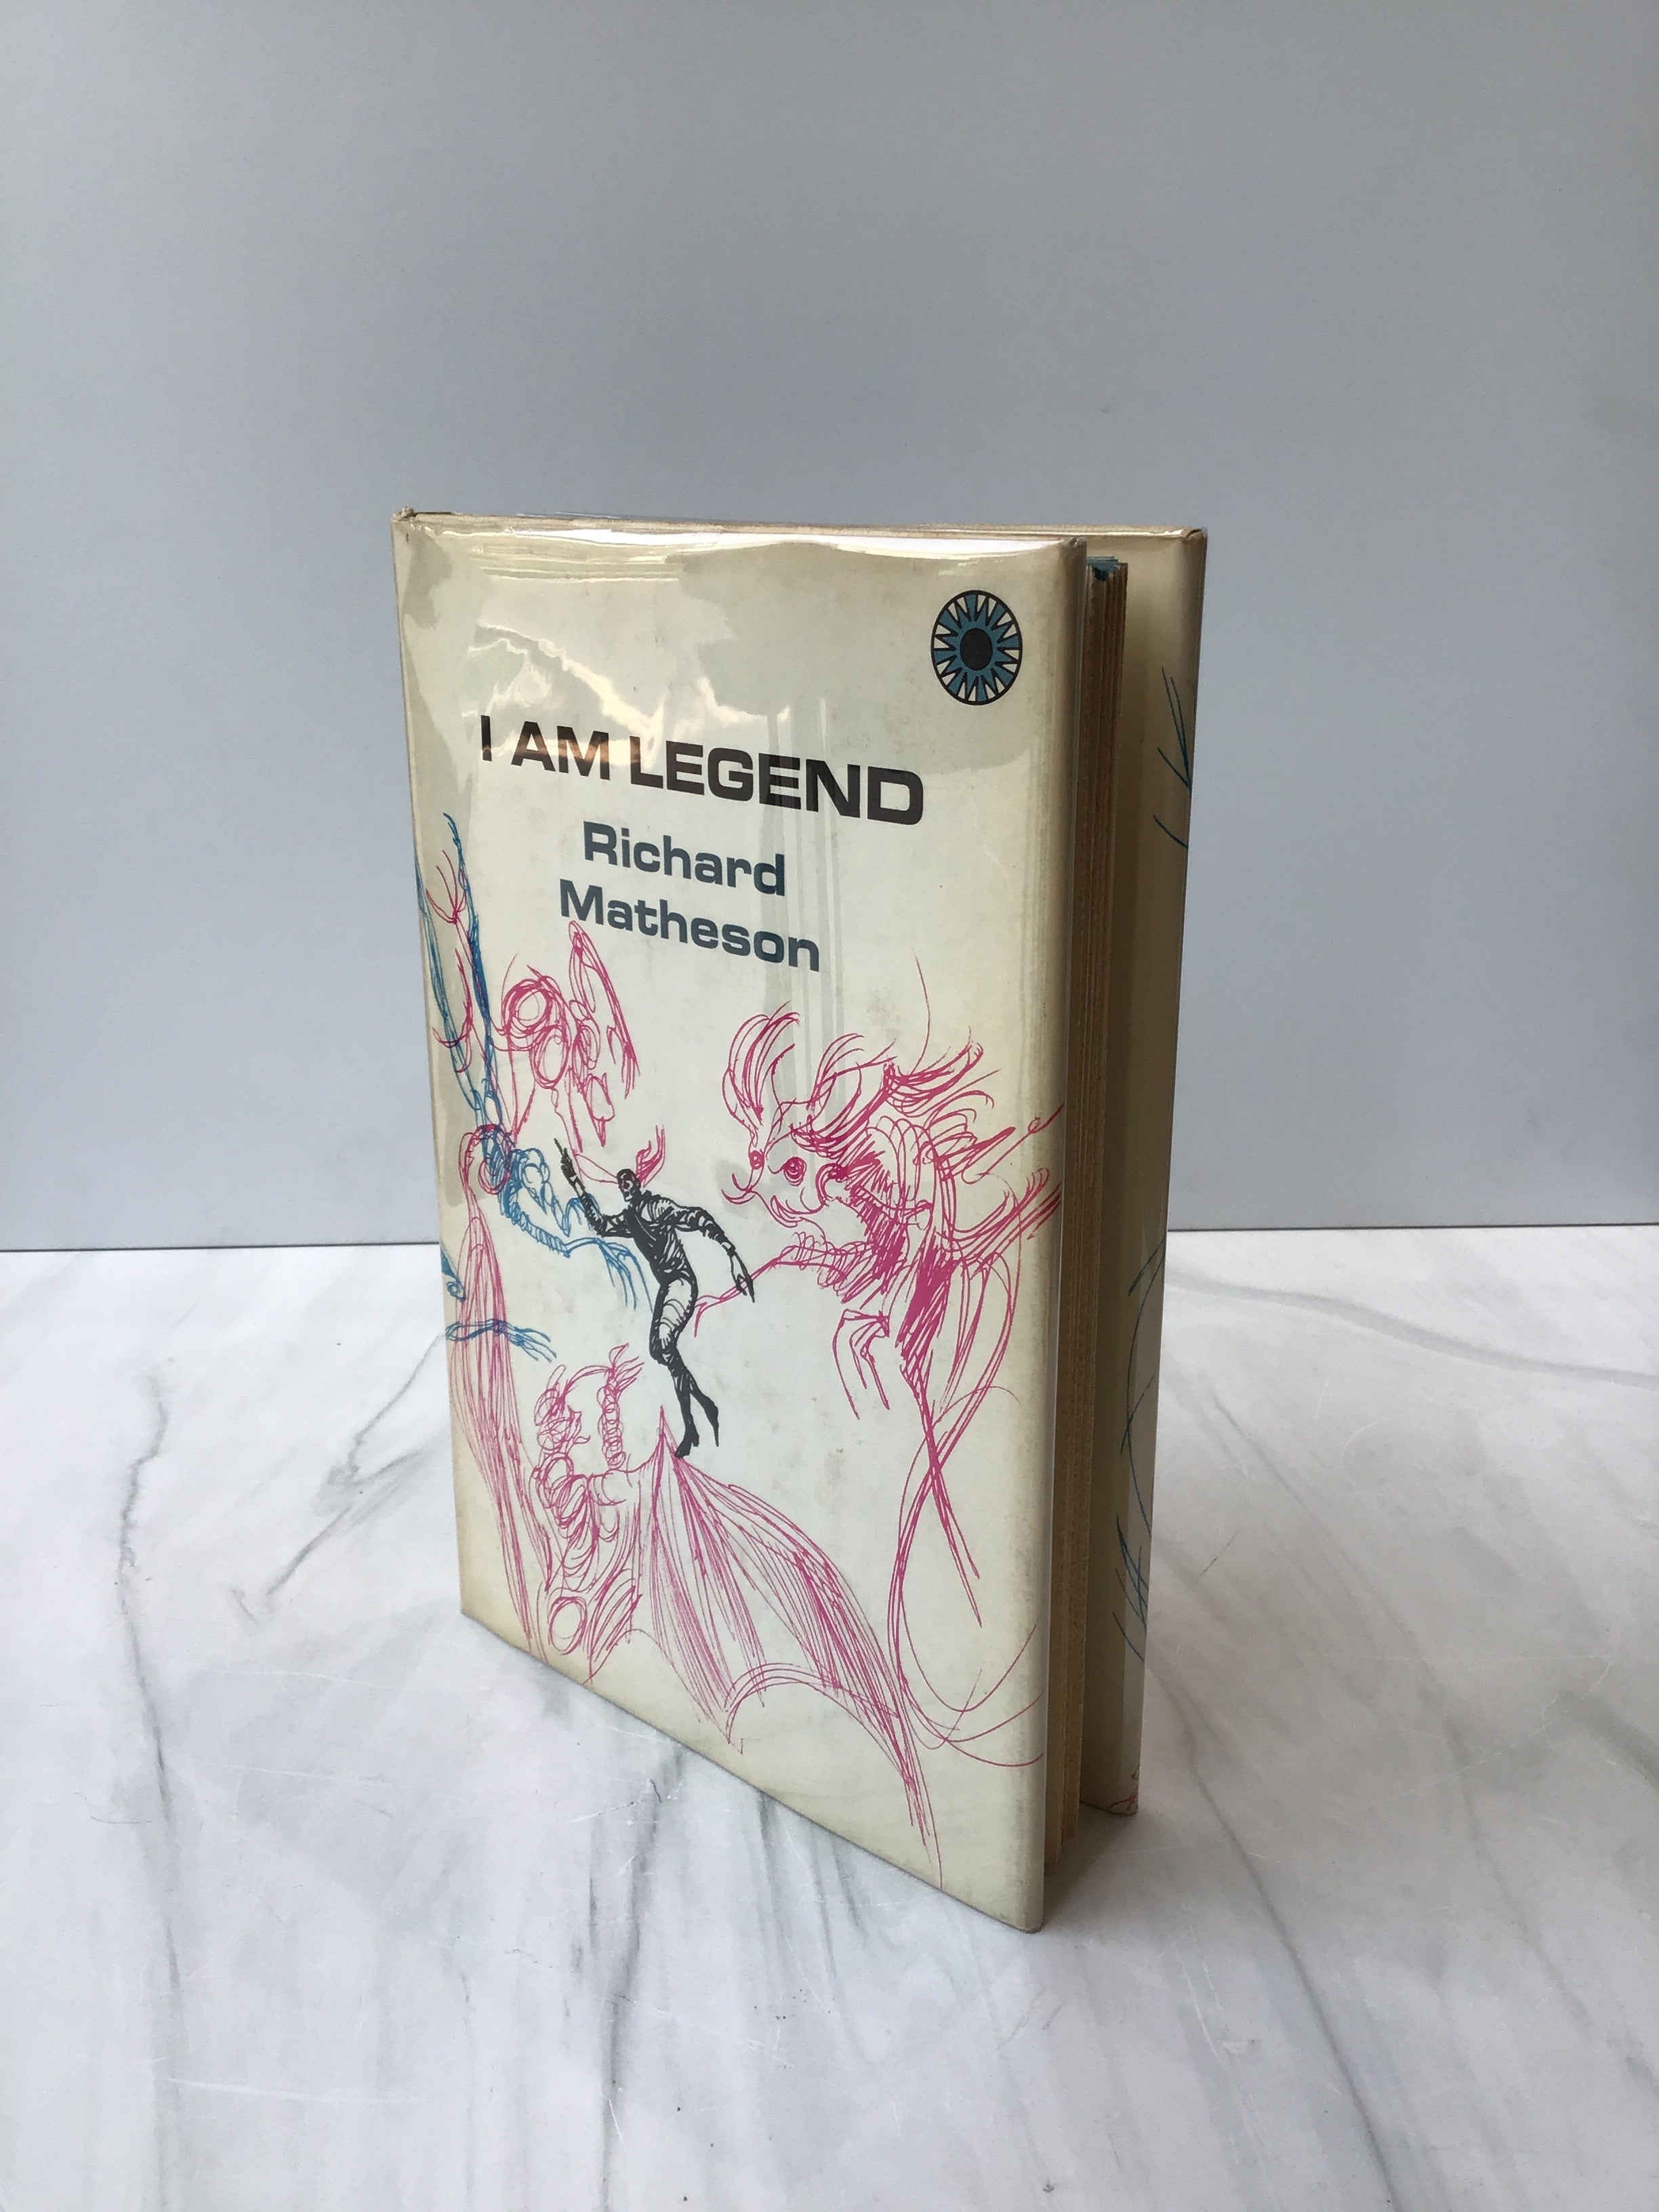 I AM LEGEND
Richard
Matheson